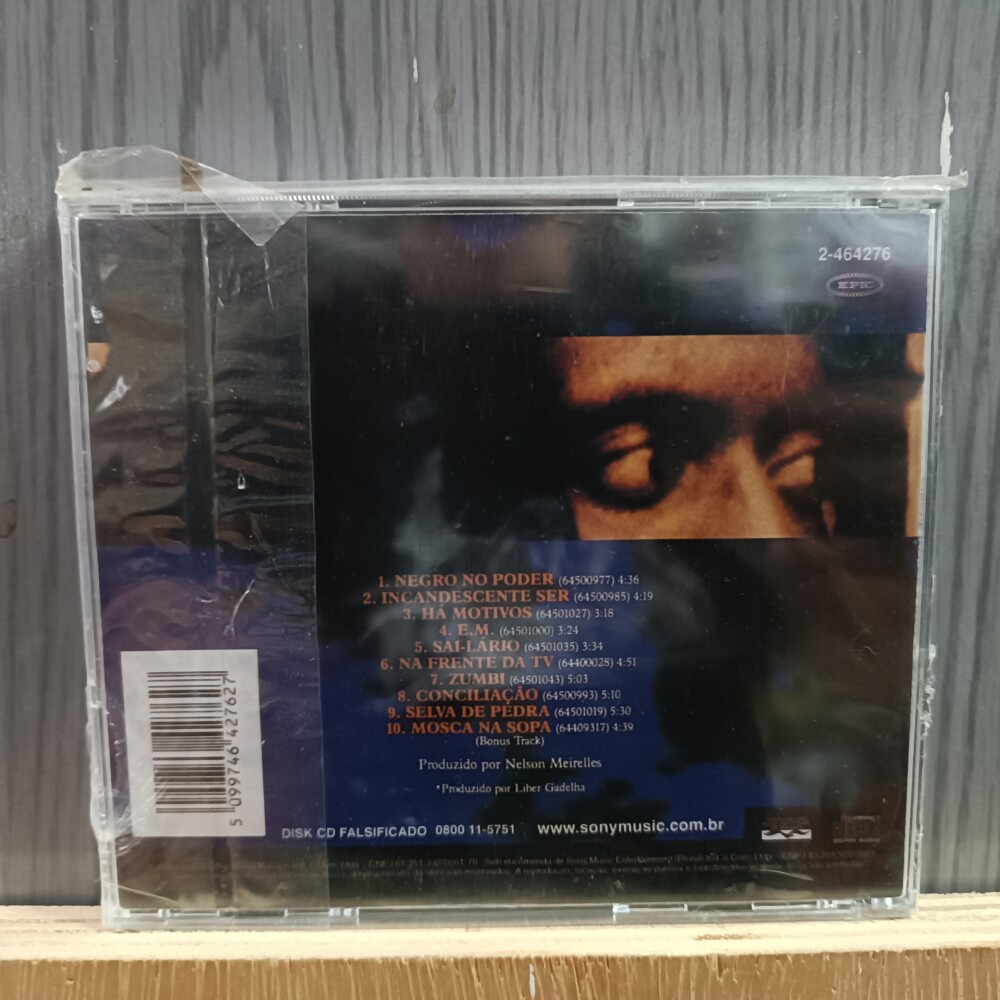 2-464276
EPIC
1. NEGRO NO PODER (64500977) 4:36
2. INCANDESCENTE SER (64500985) 4:19
3. HÁ MOTIVOS (64501027) 3:18
4. E.M. (64501000) 3:24
5. SAI-LÁRIO (64501035) 3:34
6. NA FRENTE DA TV (64400028) 4:51
7. ZUMBI (64501043) 5:03
8. CONCILIAÇÃO (64500993) 5:10
9. SELVA DE PEDRA (64501019) 5:30
10. MOSCA NA SOPA (64409317) 4:39
(Bonus Track)
Produzido por Nelson Meirelles
*Produzido por Liber Gadelha
5 099746 427627
DISK CD FALSIFICADO 0800 11-5751 www.sonymusic.com.br